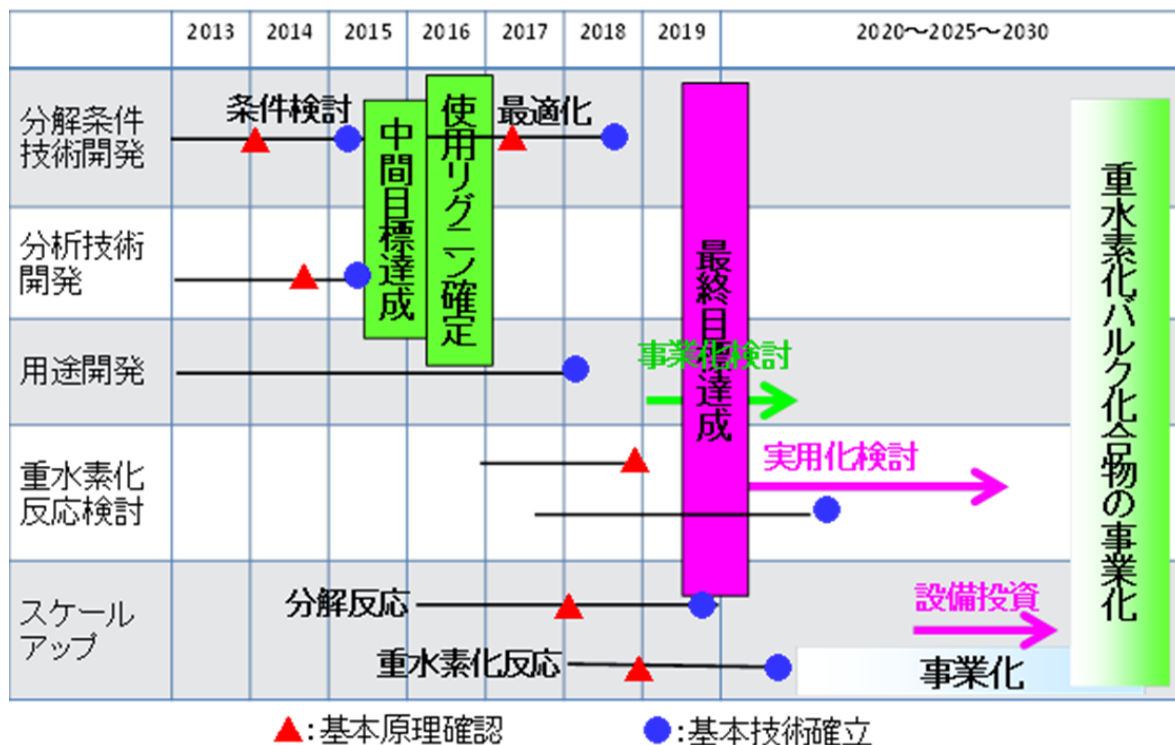 2013 2014 2015 2016 2017 2018 2019 2020～2025～2030
分解条件
技術開発
条件検討
最適化
中間目標達成
使用リグニン確定
最終目標達成
重水素化バルク化合物の事業化
分析技術
開発
用途開発
事業化検討
重水素化
反応検討
実用化検討
スケール
アップ
分解反応
設備投資
重水素化反応
事業化
▲:基本原理確認 ●:基本技術確立